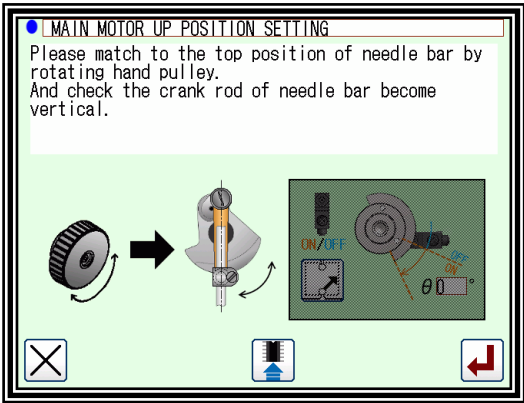 MAIN MOTOR UP POSITION SETTING
Please match to the top position of needle bar by
rotating hand pulley.
And check the crank rod of needle bar become
vertical.
ON/OFF
OFF
ON
θ 0 °